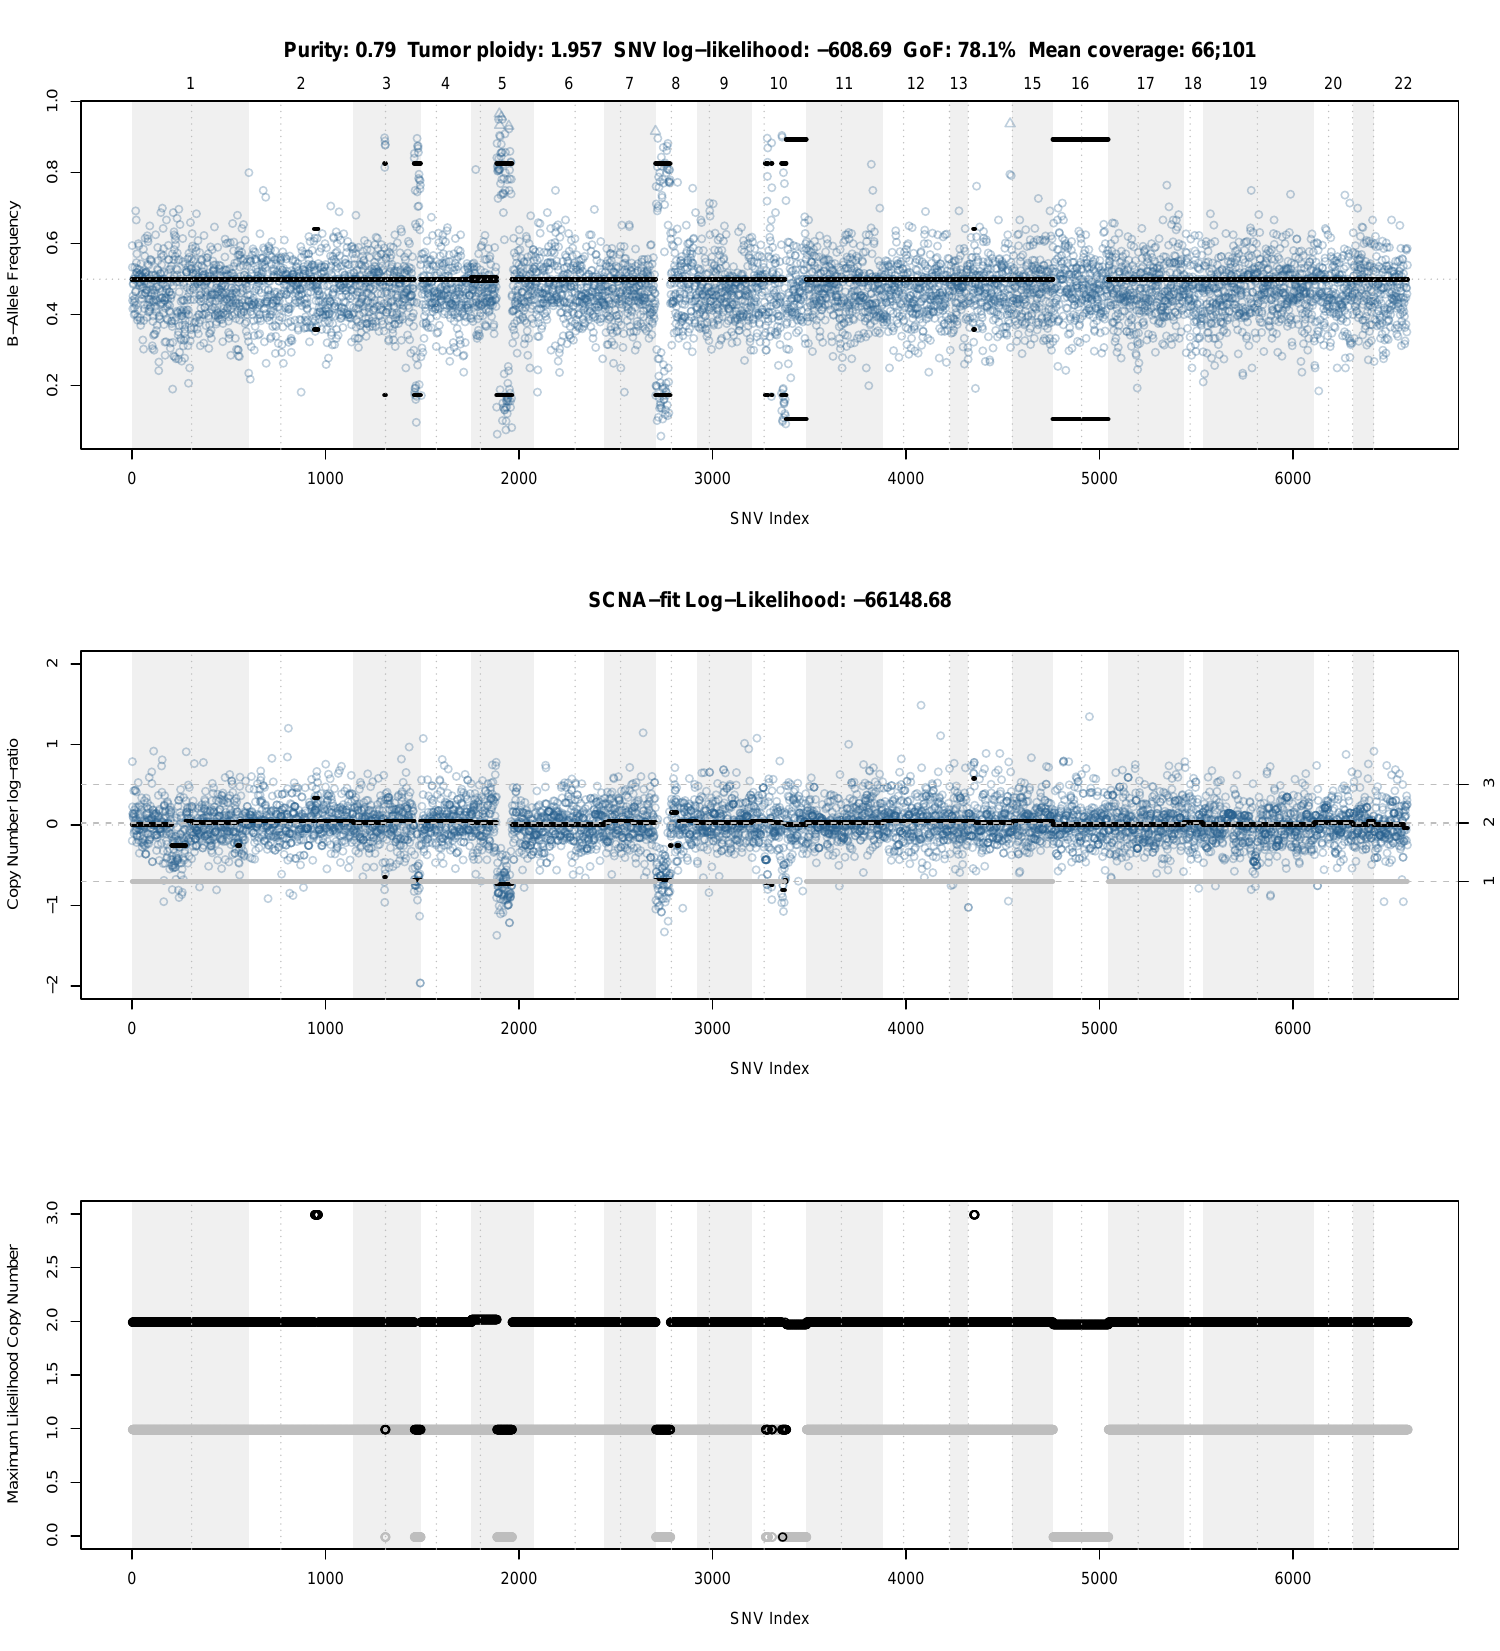 Purity: 0.79 Tumor ploidy: 1.957 SNV log−likelihood: −608.69 GoF: 78.1% Mean coverage: 66;101
1 2 3 4 5 6 7 8 9 10 11 12 13 15 16 17 18 19 20 22
B−Allele Frequency
1.0
0.8
0.6
0.4
0.2
0 1000 2000 3000 4000 5000 6000
SNV Index
SCNA−fit Log−Likelihood: −66148.68
Copy Number log−ratio
2
1
0
−1
−2
3
2
1
0 1000 2000 3000 4000 5000 6000
SNV Index
Maximum Likelihood Copy Number
3.0
2.5
2.0
1.5
1.0
0.5
0.0
0 1000 2000 3000 4000 5000 6000
SNV Index